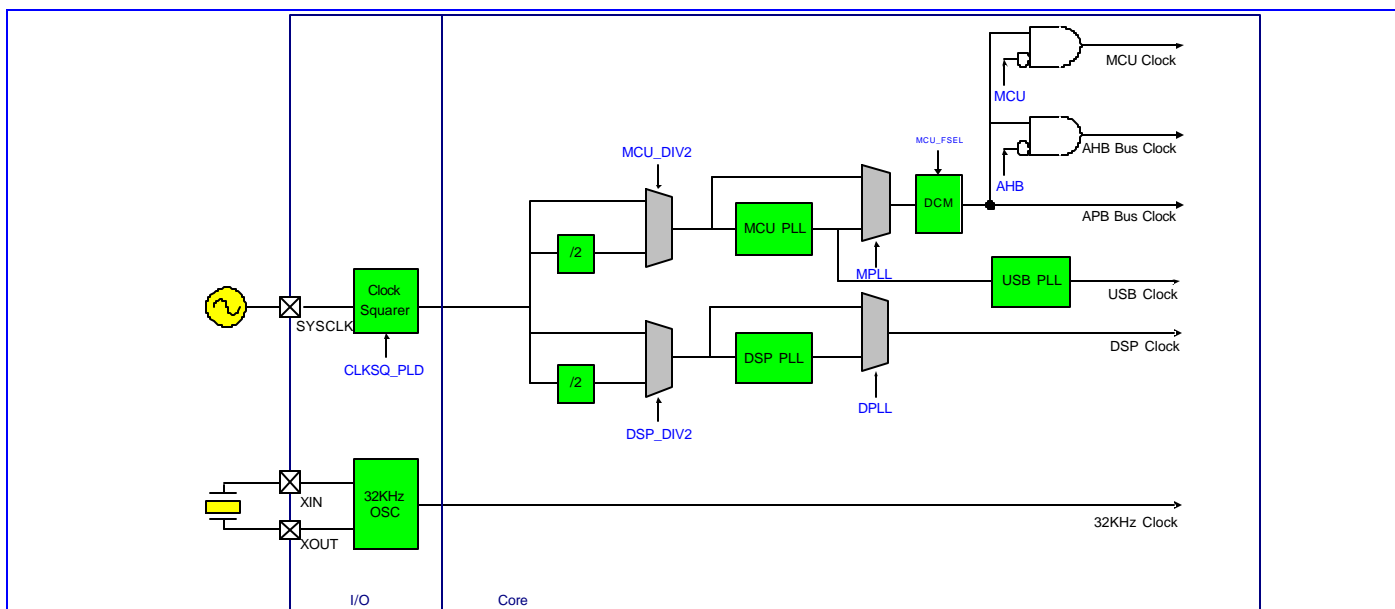 MCU Clock
MCU
MCU_FSEL
AHB Bus Clock
MCU_DIV2
AHB
DCM
APB Bus Clock
MCU PLL
/2
MPLL
USB PLL
USB Clock
Clock
Squarer
SYSCLK
DSP Clock
DSP PLL
CLKSQ_PLD
/2
DPLL
DSP_DIV2
XIN
32KHz
OSC
32KHz Clock
XOUT
I/O
Core